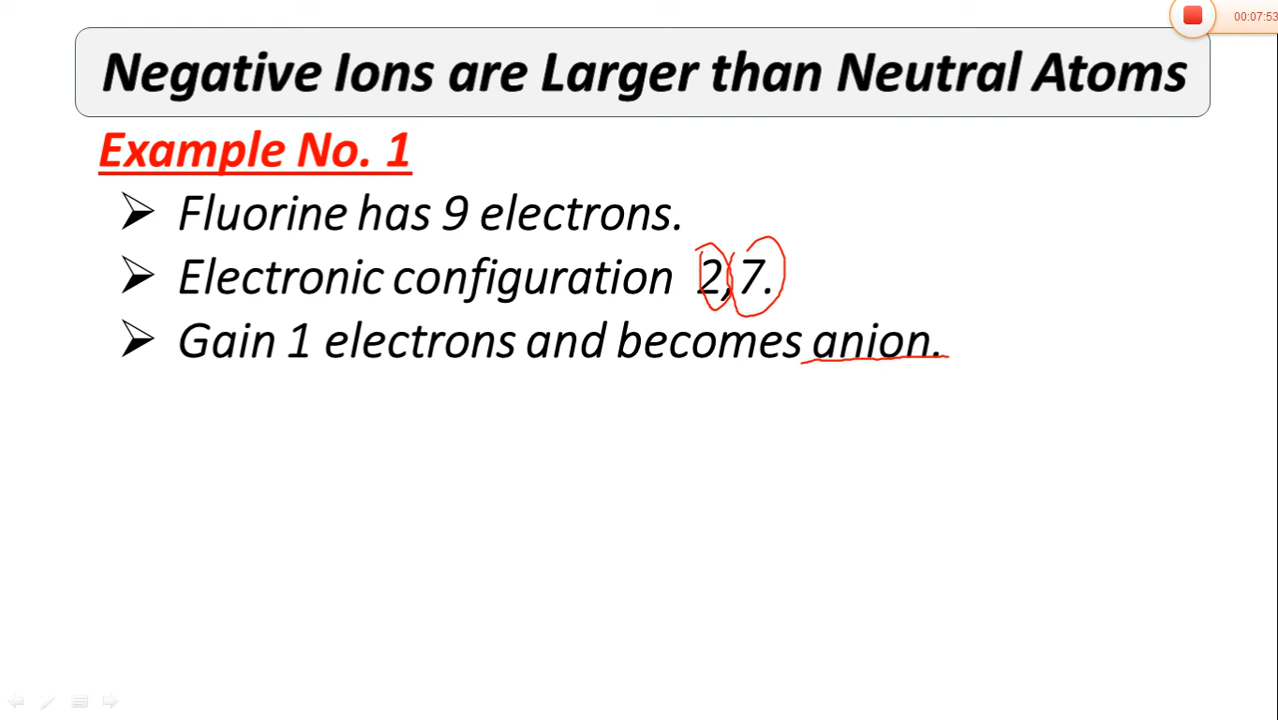 00:07:53
Negative Ions are Larger than Neutral Atoms
Example No. 1
Fluorine has 9 electrons.
Electronic configuration 2,7.
Gain 1 electrons and becomes anion.